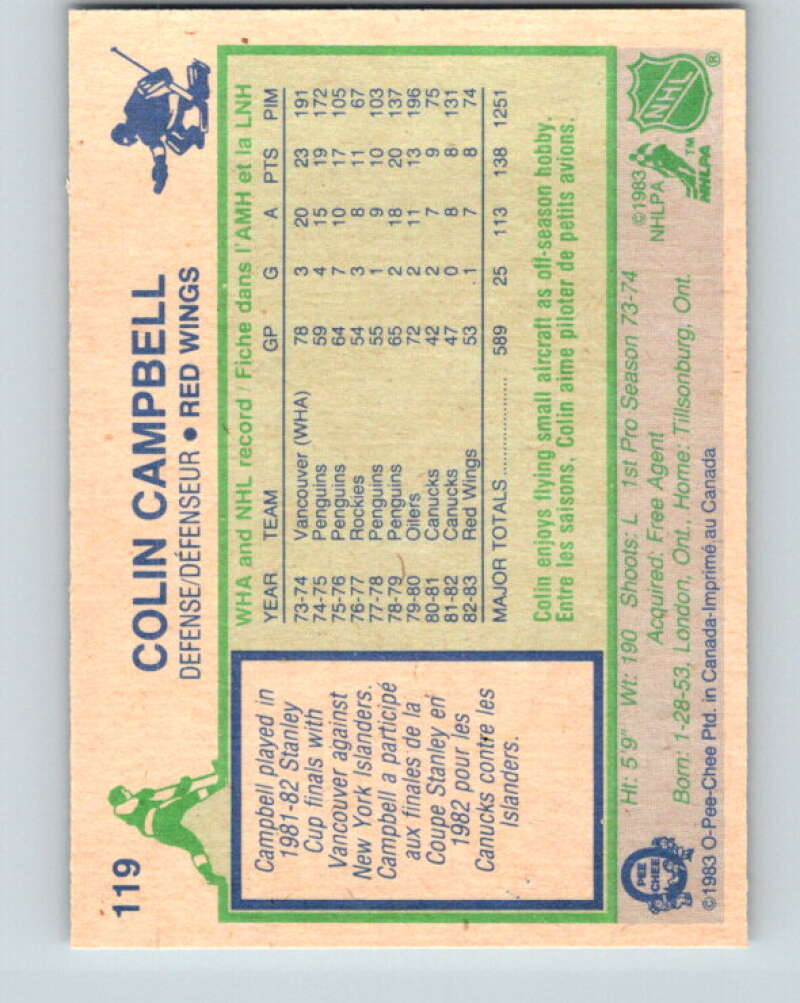 119
COLIN CAMPBELL
DEFENSE/DÉFENSEUR • RED WINGS
Campbell played in
1981-82 Stanley
Cup finals with
Vancouver against
New York Islanders.
Campbell a participé
aux finales de la
Coupe Stanley en
1982 pour les
Canucks contre les
Islanders.
WHA and NHL record / Fiche dans l'AMH et la LNH
YEAR TEAM GP G A PTS PIM
73-74 Vancouver (WHA) 78 3 20 23 191
74-75 Penguins 59 4 15 19 172
75-76 Penguins 64 7 10 17 105
76-77 Rockies 54 3 8 11 67
77-78 Penguins 55 1 9 10 103
78-79 Penguins 65 2 18 20 137
79-80 Oilers 72 2 11 13 196
80-81 Canucks 42 2 7 9 75
81-82 Canucks 47 0 8 8 131
82-83 Red Wings 53 1 7 8 74
MAJOR TOTALS 589 25 113 138 1251
Colin enjoys flying small aircraft as off-season hobby.
Entre les saisons, Colin aime piloter de petits avions.
Ht: 5'9" Wt: 190 Shoots: L 1st Pro Season 73-74
Acquired: Free Agent
Born: 1-28-53, London, Ont. Home: Tillsonburg, Ont.
©1983 O-Pee-Chee Ptd. in Canada-Imprimé au Canada
PEE
CHEE
©1983
NHLPA
TM
NHLPA
NHL
®